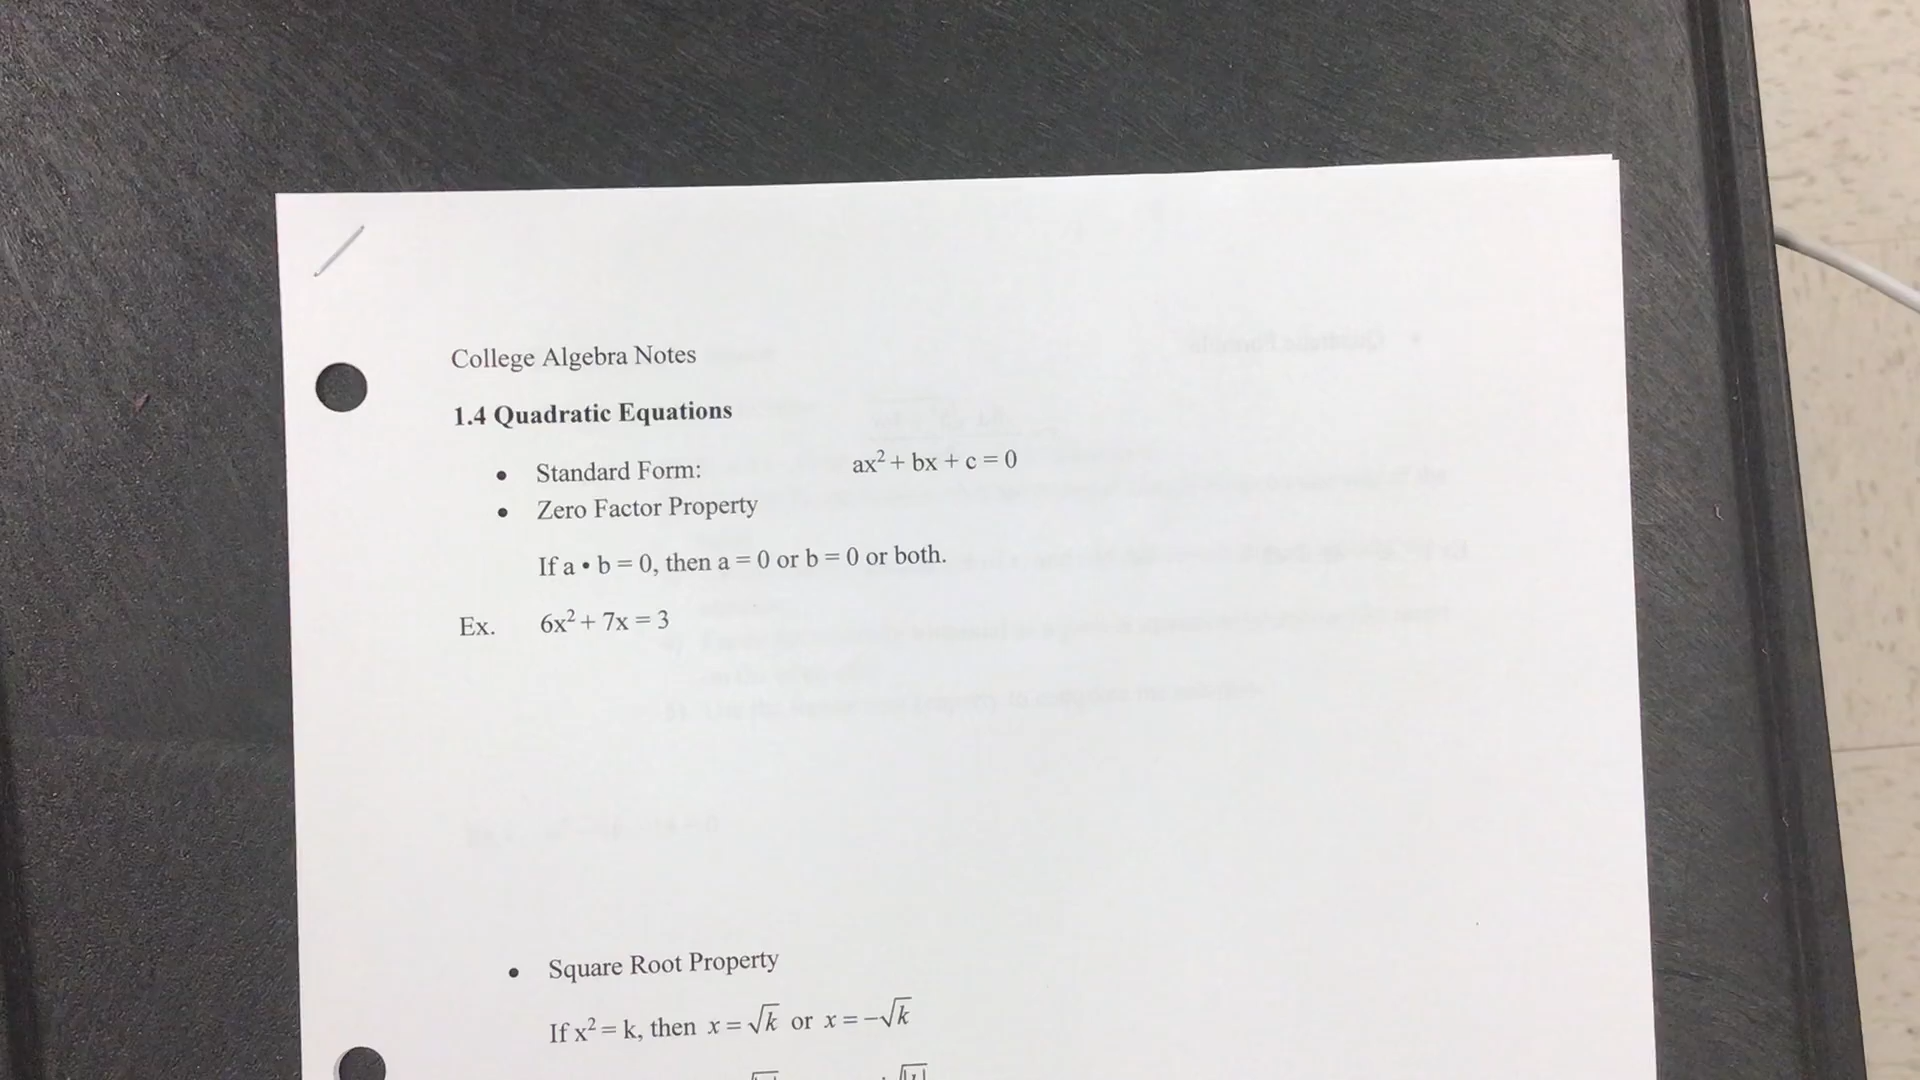 College Algebra Notes
1.4 Quadratic Equations
• Standard Form: ax² + bx + c = 0
• Zero Factor Property
If a • b = 0, then a = 0 or b = 0 or both.
Ex. 6x² + 7x = 3
• Square Root Property
If x² = k, then x = √k or x = −√k